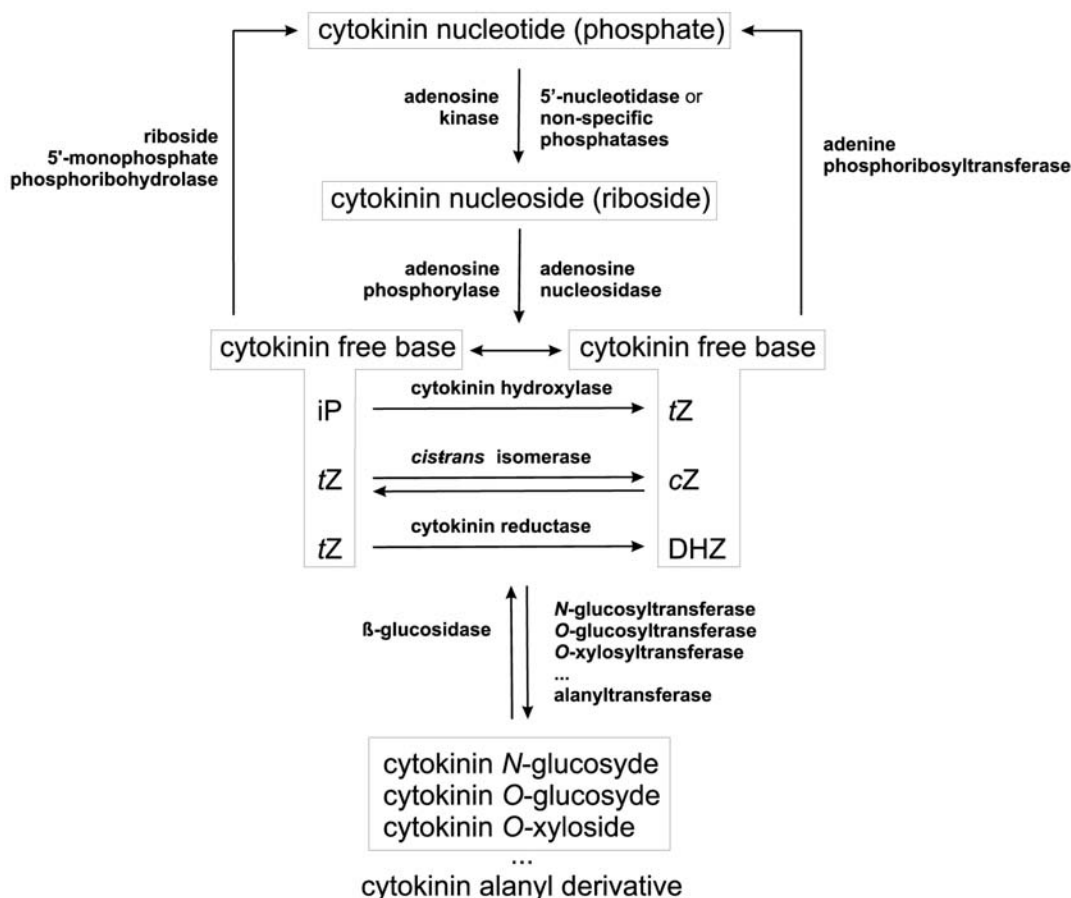 cytokinin nucleotide (phosphate)
adenosine
kinase
5’-nucleotidase or
non-specific
phosphatases
riboside
5'-monophosphate
phosphoribohydrolase
adenine
phosphoribosyltransferase
cytokinin nucleoside (riboside)
adenosine
phosphorylase
adenosine
nucleosidase
cytokinin free base
cytokinin free base
iP
cytokinin hydroxylase
tZ
tZ
cistrans isomerase
cZ
tZ
cytokinin reductase
DHZ
ß-glucosidase
N-glucosyltransferase
O-glucosyltransferase
O-xylosyltransferase
...
alanyltransferase
cytokinin N-glucosyde
cytokinin O-glucosyde
cytokinin O-xyloside
...
cytokinin alanyl derivative